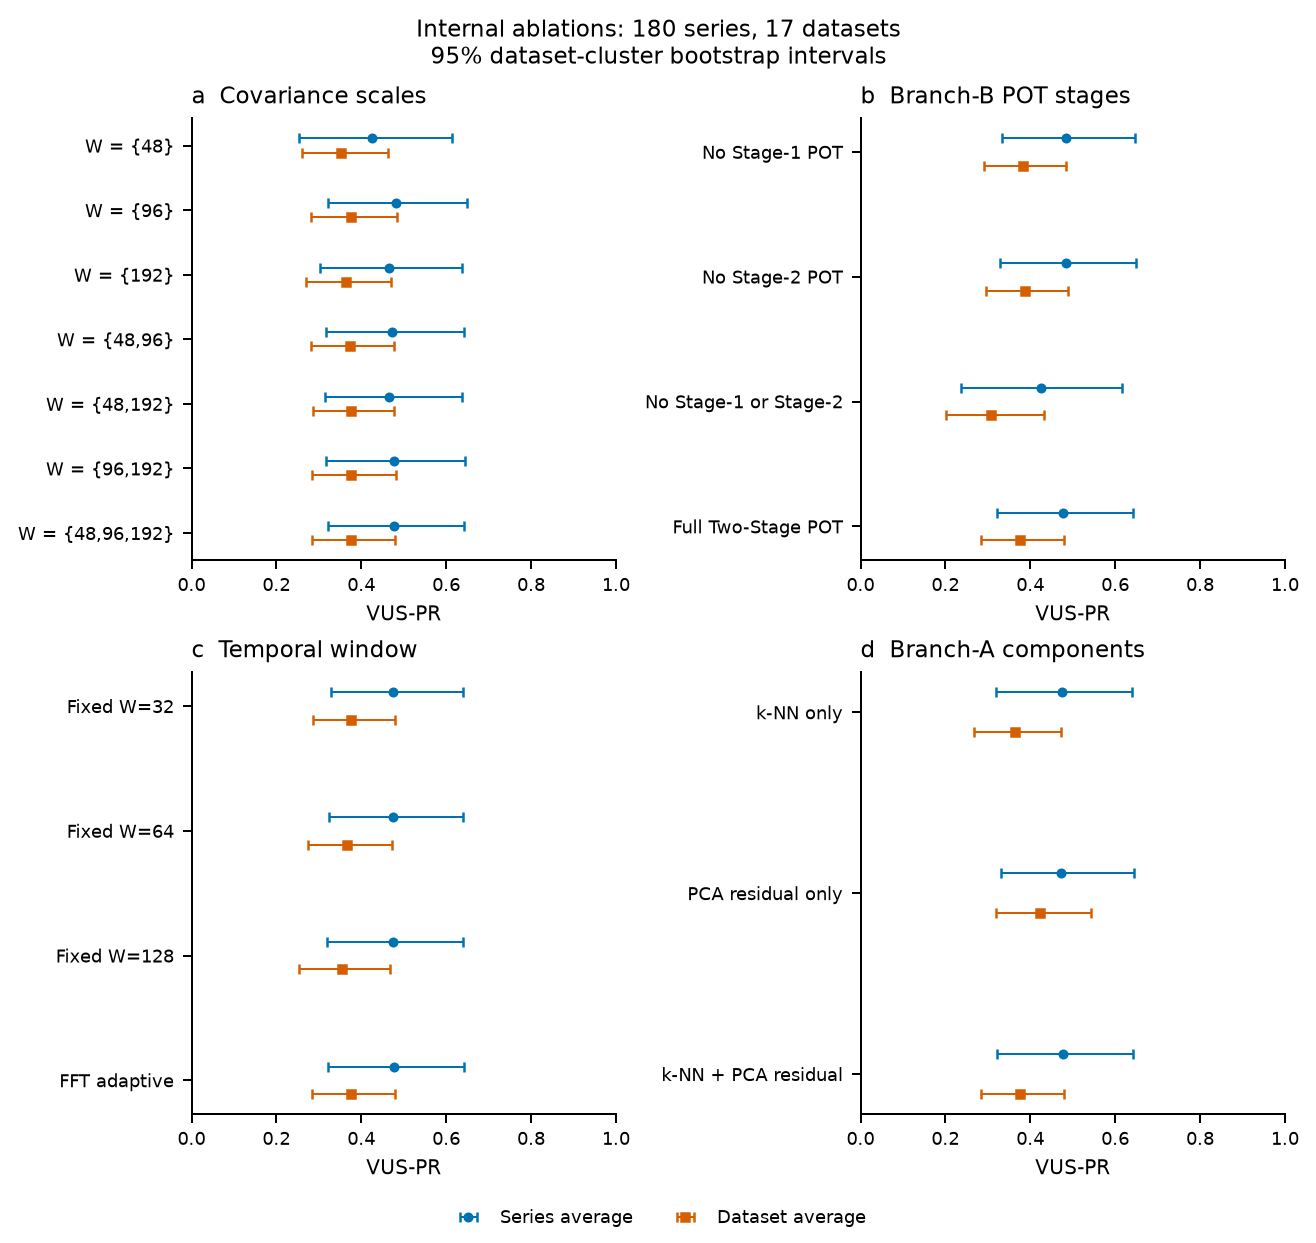 Internal ablations: 180 series, 17 datasets
95% dataset-cluster bootstrap intervals
a Covariance scales
W = {48}
W = {96}
W = {192}
W = {48,96}
W = {48,192}
W = {96,192}
W = {48,96,192}
0.0 0.2 0.4 0.6 0.8 1.0
VUS-PR
b Branch-B POT stages
No Stage-1 POT
No Stage-2 POT
No Stage-1 or Stage-2
Full Two-Stage POT
0.0 0.2 0.4 0.6 0.8 1.0
VUS-PR
c Temporal window
Fixed W=32
Fixed W=64
Fixed W=128
FFT adaptive
0.0 0.2 0.4 0.6 0.8 1.0
VUS-PR
d Branch-A components
k-NN only
PCA residual only
k-NN + PCA residual
0.0 0.2 0.4 0.6 0.8 1.0
VUS-PR
Series average Dataset average